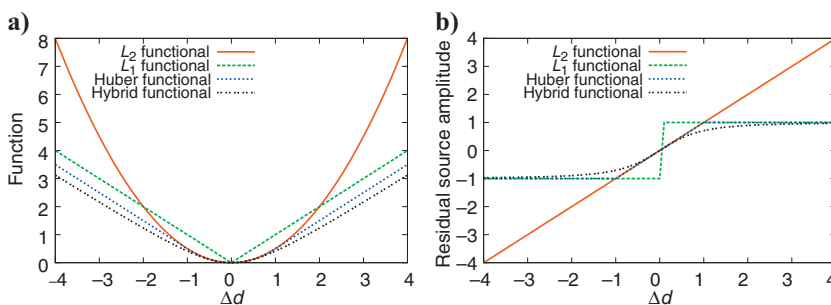 a)
8
7
6
5
4
3
2
1
0
Function
L2 functional
L1 functional
Huber functional
Hybrid functional
−4 −3 −2 −1 0 1 2 3 4
Δd
b)
4
3
2
1
0
−1
−2
−3
−4
Residual source amplitude
L2 functional
L1 functional
Huber functional
Hybrid functional
−4 −3 −2 −1 0 1 2 3 4
Δd